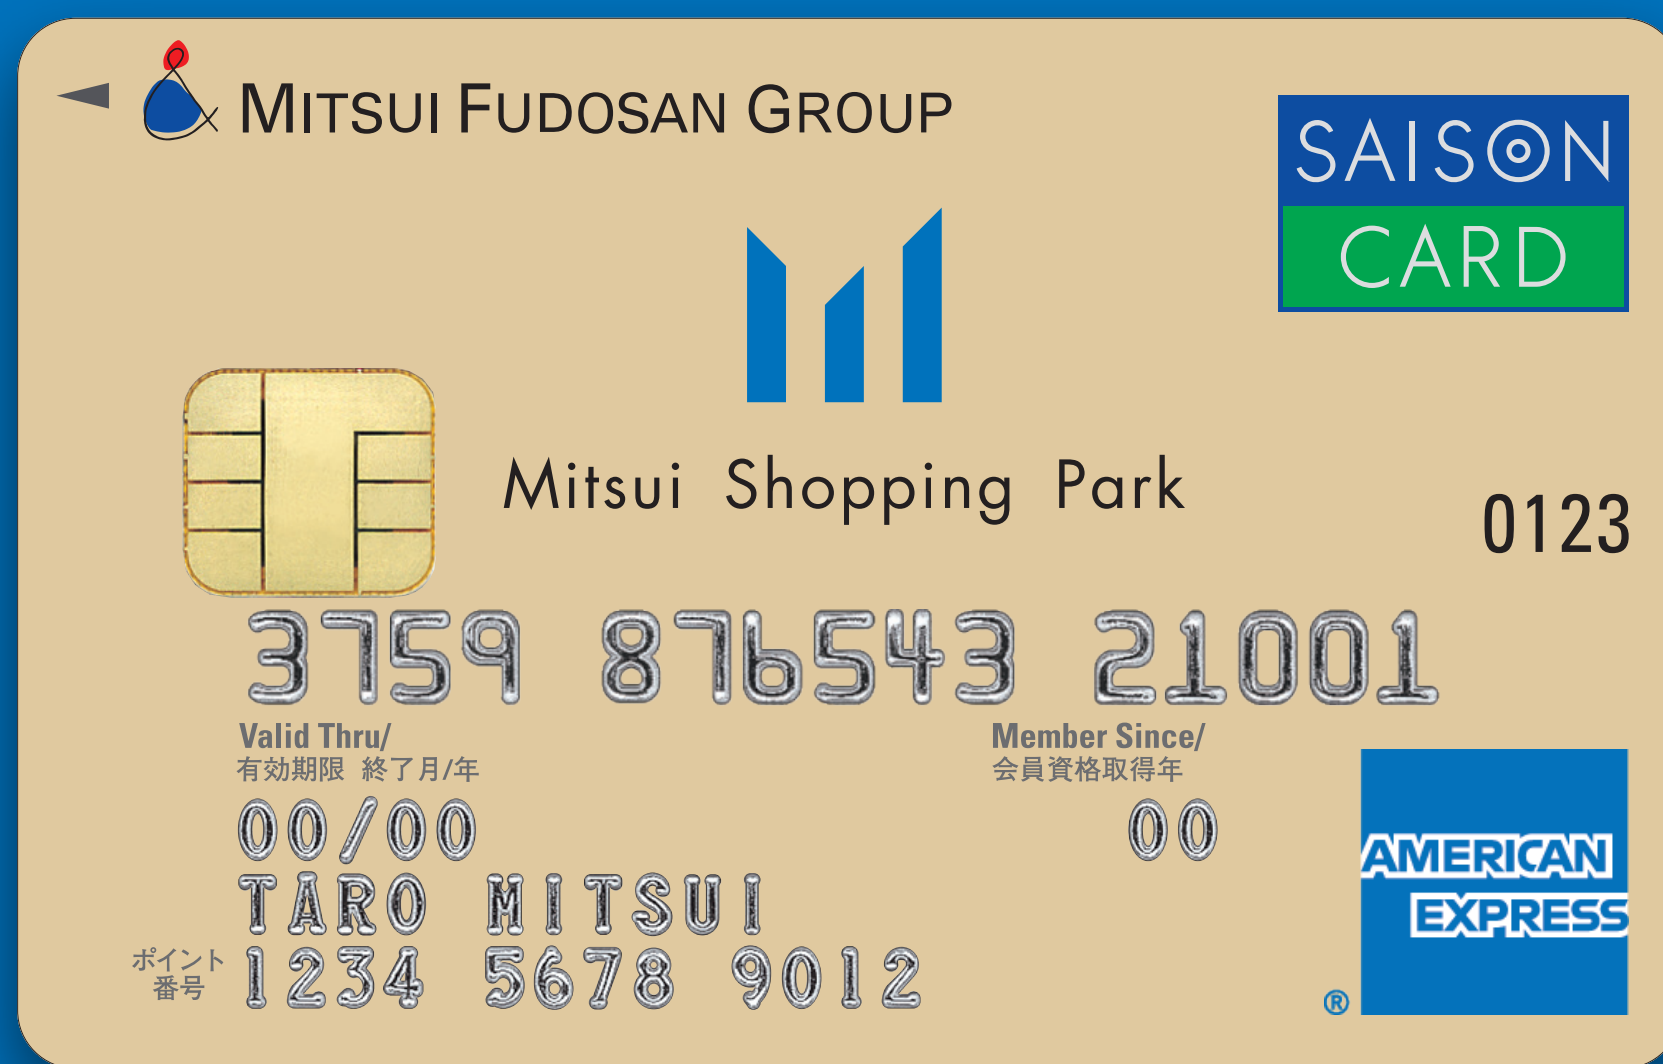 MITSUI FUDOSAN GROUP
SAISON
CARD
Mitsui Shopping Park
0123
3759 876543 21001
Valid Thru/
有効期限 終了月/年
Member Since/
会員資格取得年
00/00
00
TARO MITSUI
ポイント
番号
1234 5678 9012
AMERICAN
EXPRESS
®